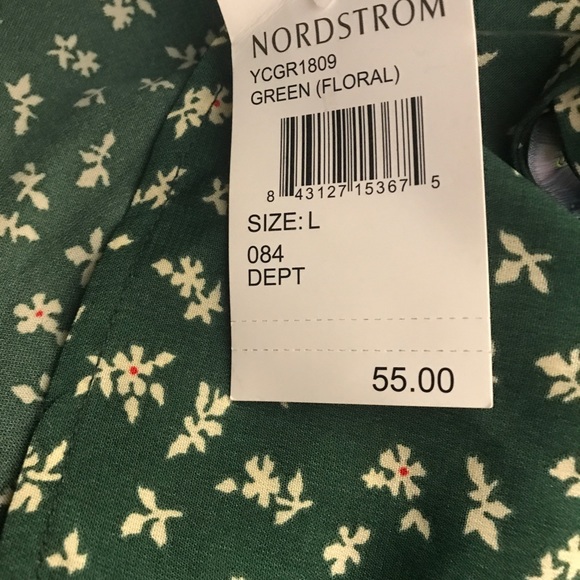 NORDSTROM
YCGR1809
GREEN (FLORAL)
8 43127 15367 5
SIZE: L
084
DEPT
55.00